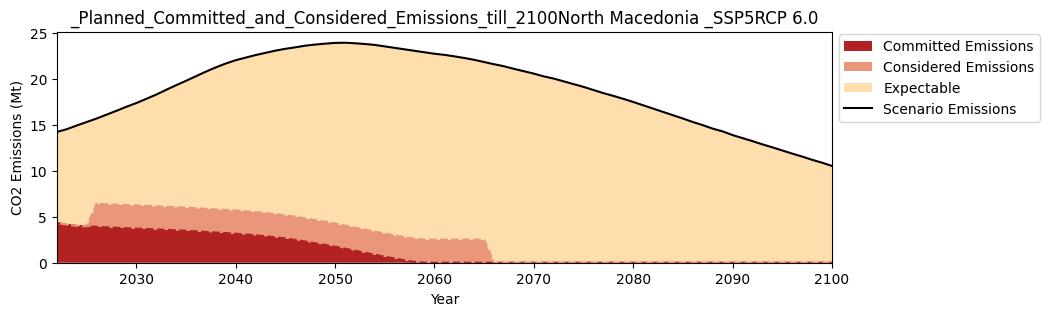 _Planned_Committed_and_Considered_Emissions_till_2100North Macedonia _SSP5RCP 6.0
CO2 Emissions (Mt)
25
20
15
10
5
0
2030 2040 2050 2060 2070 2080 2090 2100
Year
Committed Emissions
Considered Emissions
Expectable
Scenario Emissions